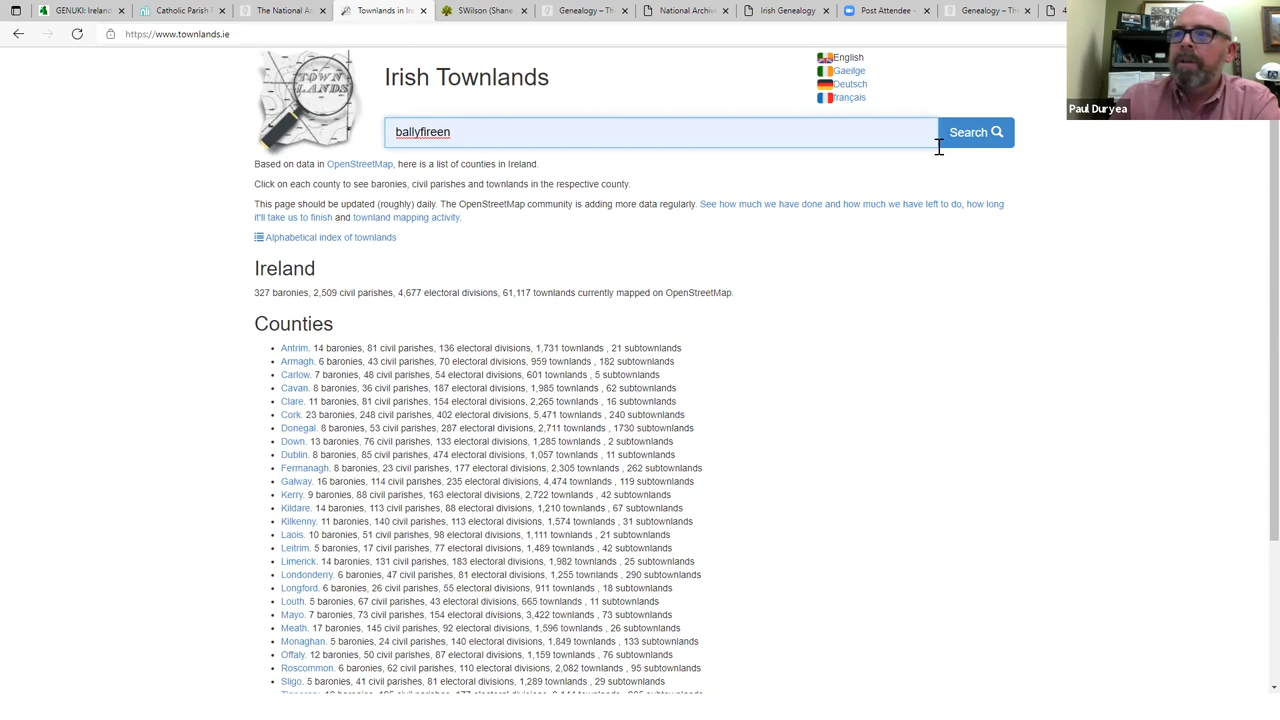 GENUKI: Ireland
Catholic Parish R
The National Ar
Townlands in Ire
SWilson (Shane
Genealogy – The
National Archive
Irish Genealogy
Post Attendee -
Genealogy – The
https://www.townlands.ie
TOWN
LANDS
Irish Townlands
English
Gaeilge
Deutsch
français
ballyfireen
Search
Paul Duryea
Based on data in OpenStreetMap, here is a list of counties in Ireland.
Click on each county to see baronies, civil parishes and townlands in the respective county.
This page should be updated (roughly) daily. The OpenStreetMap community is adding more data regularly. See how much we have done and how much we have left to do, how long
it'll take us to finish and townland mapping activity.
Alphabetical index of townlands
Ireland
327 baronies, 2,509 civil parishes, 4,677 electoral divisions, 61,117 townlands currently mapped on OpenStreetMap.
Counties
Antrim. 14 baronies, 81 civil parishes, 136 electoral divisions, 1,731 townlands , 21 subtownlands
Armagh. 6 baronies, 43 civil parishes, 70 electoral divisions, 959 townlands , 182 subtownlands
Carlow. 7 baronies, 48 civil parishes, 54 electoral divisions, 601 townlands , 5 subtownlands
Cavan. 8 baronies, 36 civil parishes, 187 electoral divisions, 1,985 townlands , 62 subtownlands
Clare. 11 baronies, 81 civil parishes, 154 electoral divisions, 2,265 townlands , 16 subtownlands
Cork. 23 baronies, 248 civil parishes, 402 electoral divisions, 5,471 townlands , 240 subtownlands
Donegal. 8 baronies, 53 civil parishes, 287 electoral divisions, 2,711 townlands , 1730 subtownlands
Down. 13 baronies, 76 civil parishes, 133 electoral divisions, 1,285 townlands , 2 subtownlands
Dublin. 8 baronies, 85 civil parishes, 474 electoral divisions, 1,057 townlands , 11 subtownlands
Fermanagh. 8 baronies, 23 civil parishes, 177 electoral divisions, 2,305 townlands , 262 subtownlands
Galway. 16 baronies, 114 civil parishes, 235 electoral divisions, 4,474 townlands , 119 subtownlands
Kerry. 9 baronies, 88 civil parishes, 163 electoral divisions, 2,722 townlands , 42 subtownlands
Kildare. 14 baronies, 113 civil parishes, 88 electoral divisions, 1,210 townlands , 67 subtownlands
Kilkenny. 11 baronies, 140 civil parishes, 113 electoral divisions, 1,574 townlands , 31 subtownlands
Laois. 10 baronies, 51 civil parishes, 98 electoral divisions, 1,111 townlands , 21 subtownlands
Leitrim. 5 baronies, 17 civil parishes, 77 electoral divisions, 1,489 townlands , 42 subtownlands
Limerick. 14 baronies, 131 civil parishes, 183 electoral divisions, 1,982 townlands , 25 subtownlands
Londonderry. 6 baronies, 47 civil parishes, 81 electoral divisions, 1,255 townlands , 290 subtownlands
Longford. 6 baronies, 26 civil parishes, 55 electoral divisions, 911 townlands , 18 subtownlands
Louth. 5 baronies, 67 civil parishes, 43 electoral divisions, 665 townlands , 11 subtownlands
Mayo. 7 baronies, 73 civil parishes, 154 electoral divisions, 3,422 townlands , 73 subtownlands
Meath. 17 baronies, 145 civil parishes, 92 electoral divisions, 1,596 townlands , 26 subtownlands
Monaghan. 5 baronies, 24 civil parishes, 140 electoral divisions, 1,849 townlands , 133 subtownlands
Offaly. 12 baronies, 50 civil parishes, 87 electoral divisions, 1,159 townlands , 76 subtownlands
Roscommon. 6 baronies, 62 civil parishes, 110 electoral divisions, 2,082 townlands , 95 subtownlands
Sligo. 5 baronies, 41 civil parishes, 81 electoral divisions, 1,289 townlands , 29 subtownlands